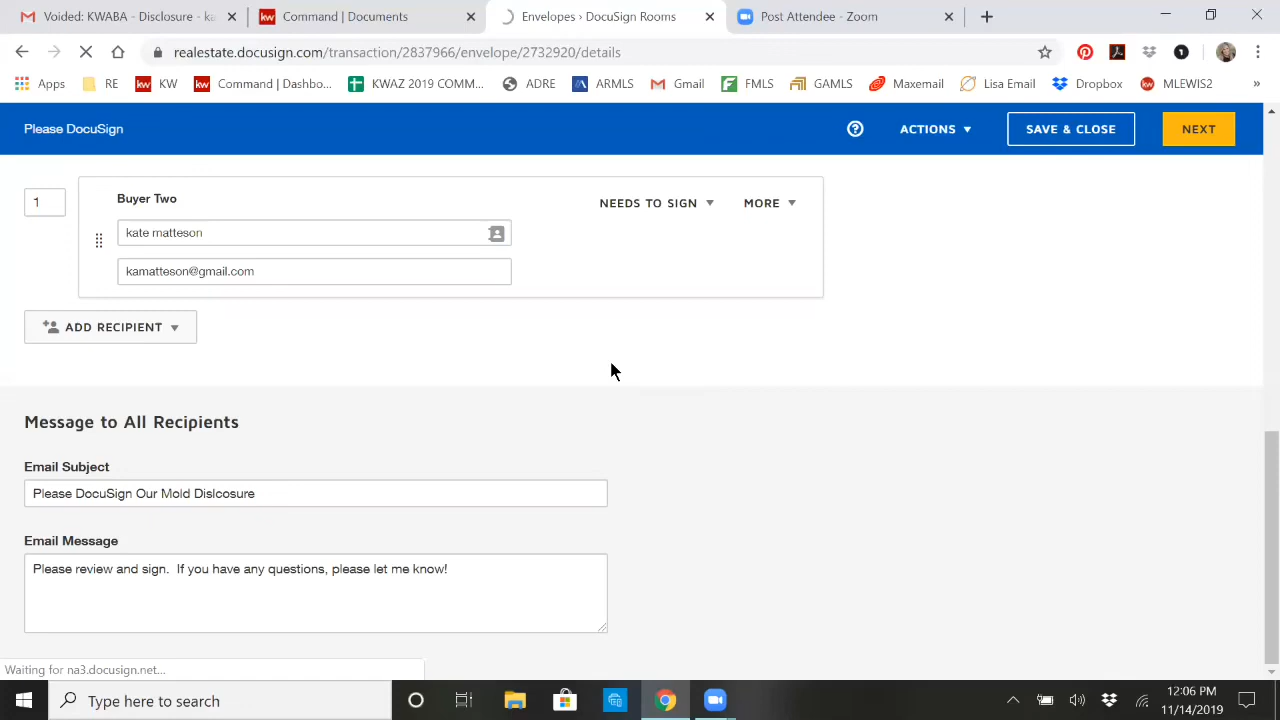 Voided: KWABA - Disclosure - ka
Command | Documents
Envelopes › DocuSign Rooms
Post Attendee - Zoom
realestate.docusign.com/transaction/2837966/envelope/2732920/details
Apps
RE
KW
Command | Dashbo...
KWAZ 2019 COMM...
ADRE
ARMLS
Gmail
FMLS
GAMLS
Maxemail
Lisa Email
Dropbox
MLEWIS2
»
Please DocuSign
ACTIONS
SAVE & CLOSE
NEXT
1
Buyer Two
NEEDS TO SIGN
MORE
kate matteson
kamatteson@gmail.com
ADD RECIPIENT
Message to All Recipients
Email Subject
Please DocuSign Our Mold Dislcosure
Email Message
Please review and sign.  If you have any questions, please let me know!
Waiting for na3.docusign.net...
Type here to search
12:06 PM
11/14/2019